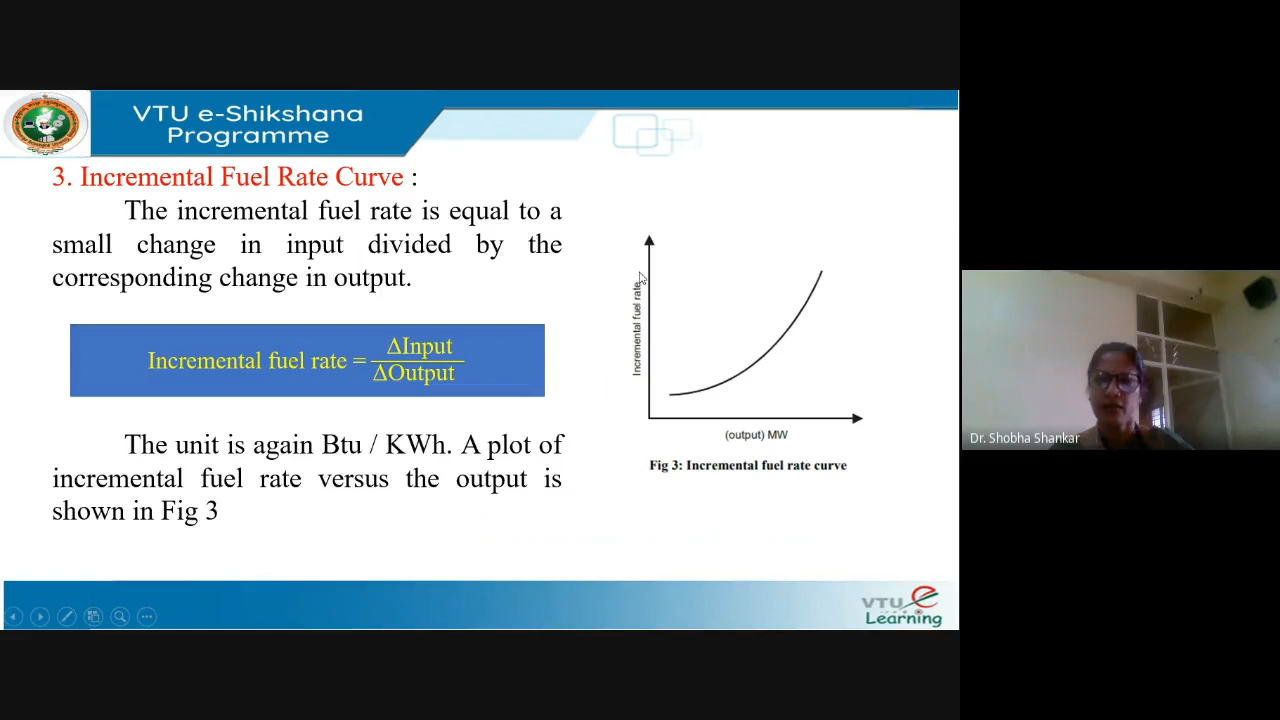 VTU e-Shikshana
Programme
3. Incremental Fuel Rate Curve :
The incremental fuel rate is equal to a
small change in input divided by the
corresponding change in output.
Incremental fuel rate = ΔInput / ΔOutput
The unit is again Btu / KWh. A plot of
incremental fuel rate versus the output is
shown in Fig 3
Incremental fuel rate
(output) MW
Fig 3: Incremental fuel rate curve
Dr. Shobha Shankar
VTU e
Learning